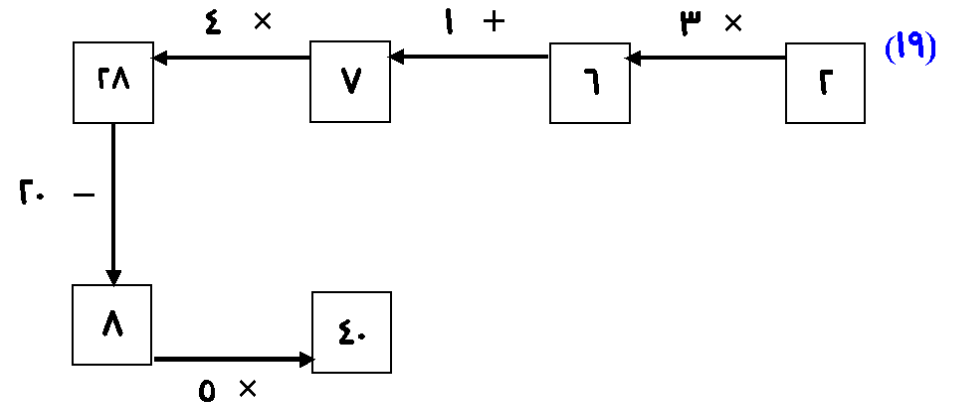 (١٩)
× ٣ + ١ × ٤
٢ ٦ ٧ ٢٨
− ٢٠
٨ ٤٠
× ٥